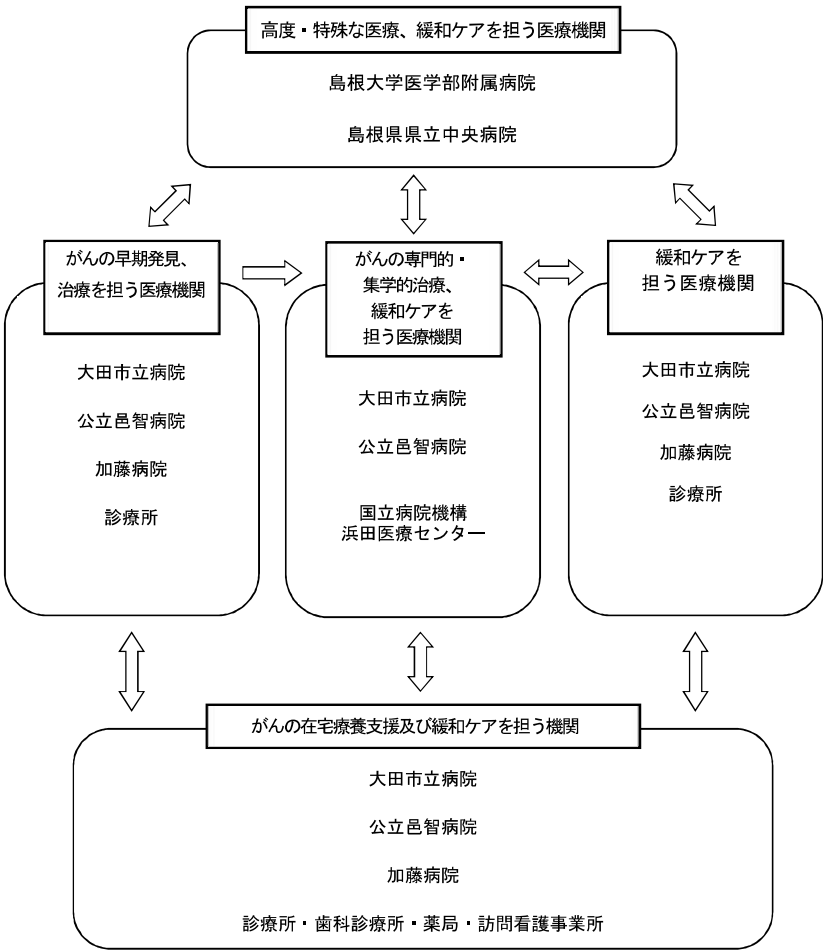 高度・特殊な医療、緩和ケアを担う医療機関
島根大学医学部附属病院
島根県県立中央病院
がんの早期発見、
治療を担う医療機関
大田市立病院
公立邑智病院
加藤病院
診療所
がんの専門的・
集学的治療、
緩和ケアを
担う医療機関
大田市立病院
公立邑智病院
国立病院機構
浜田医療センター
緩和ケアを
担う医療機関
大田市立病院
公立邑智病院
加藤病院
診療所
がんの在宅療養支援及び緩和ケアを担う機関
大田市立病院
公立邑智病院
加藤病院
診療所・歯科診療所・薬局・訪問看護事業所